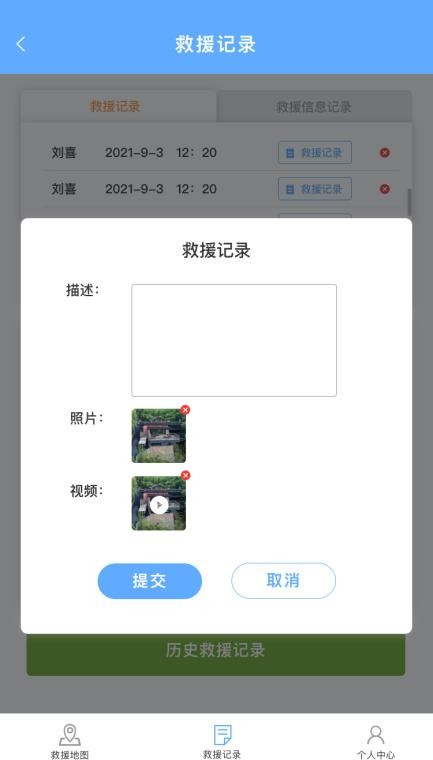 救援记录
救援记录 救援信息记录
刘喜 2021-9-3 12：20 救援记录
刘喜 2021-9-3 12：20 救援记录
救援记录
描述：
照片：
视频：
提交 取消
历史救援记录
救援地图 救援记录 个人中心